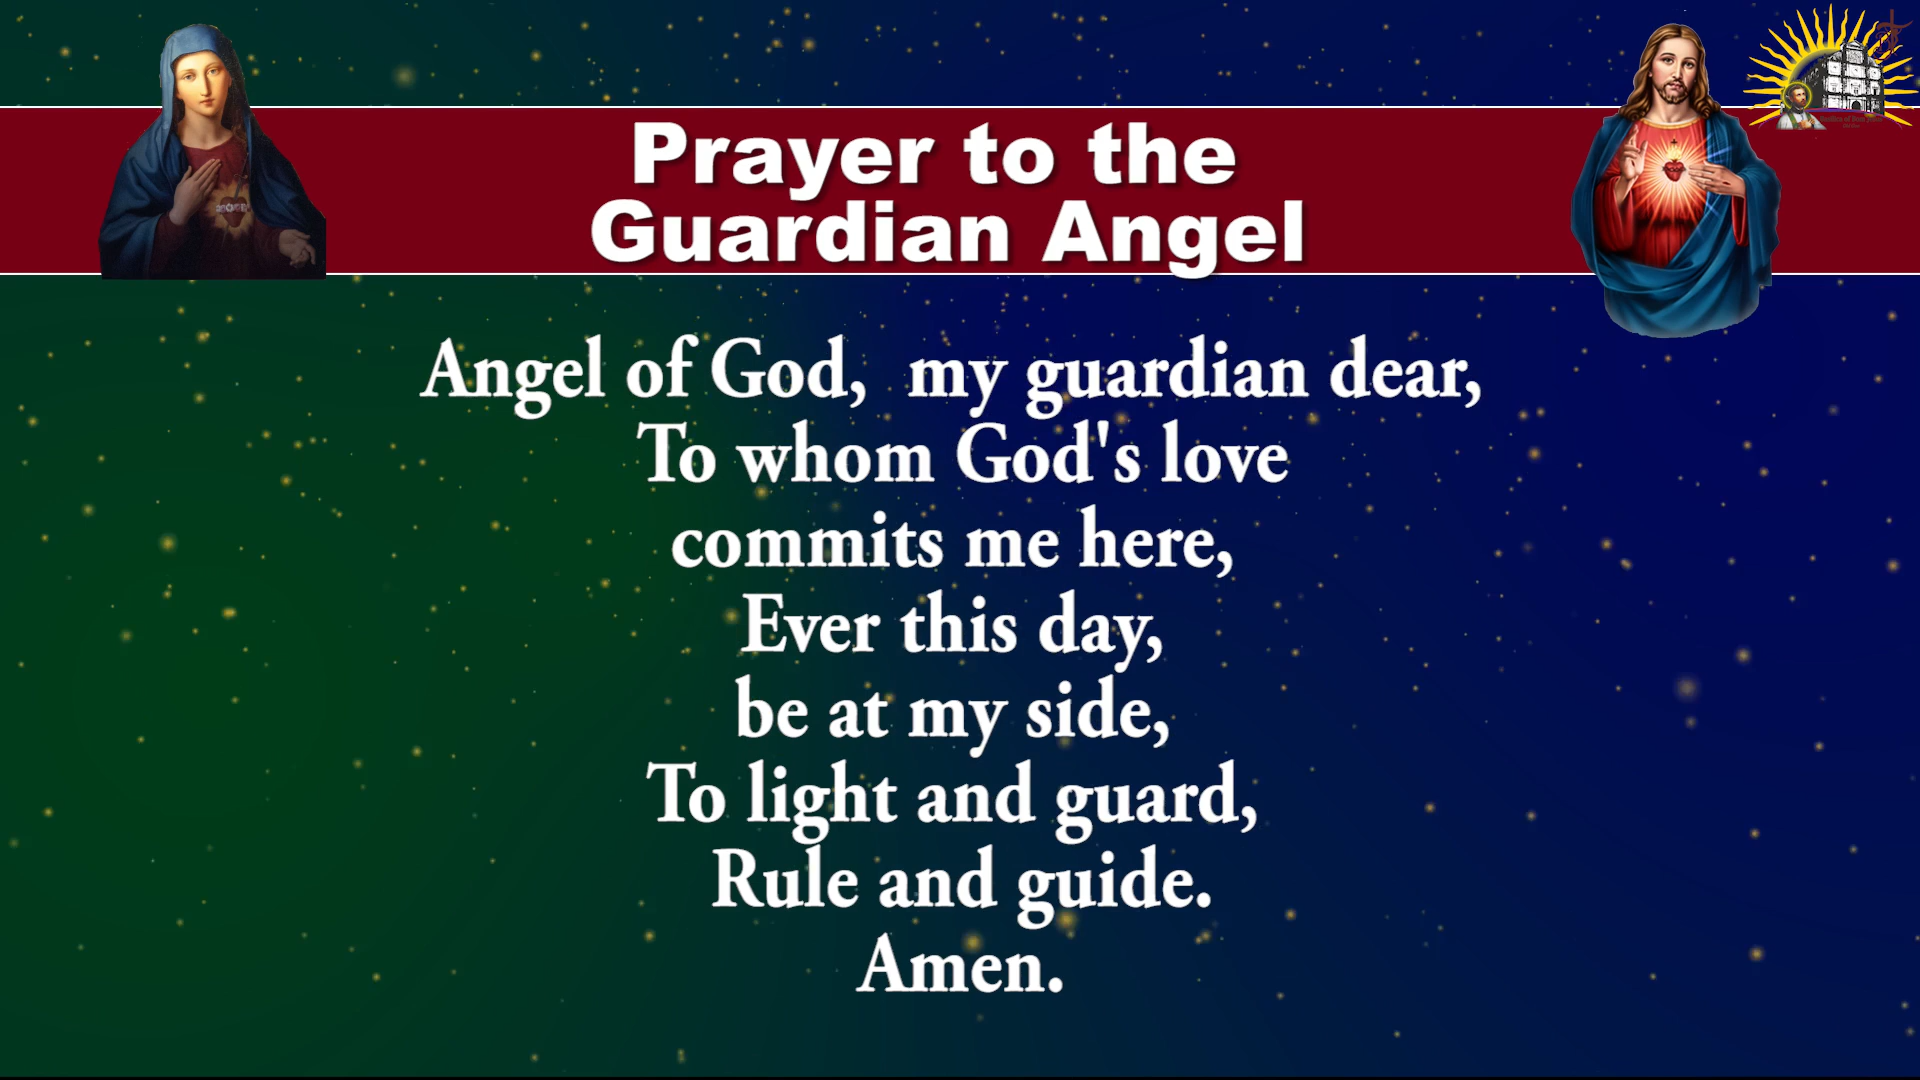 Prayer to the
Guardian Angel
Angel of God,  my guardian dear,
To whom God's love
commits me here,
Ever this day,
be at my side,
To light and guard,
Rule and guide.
Amen.